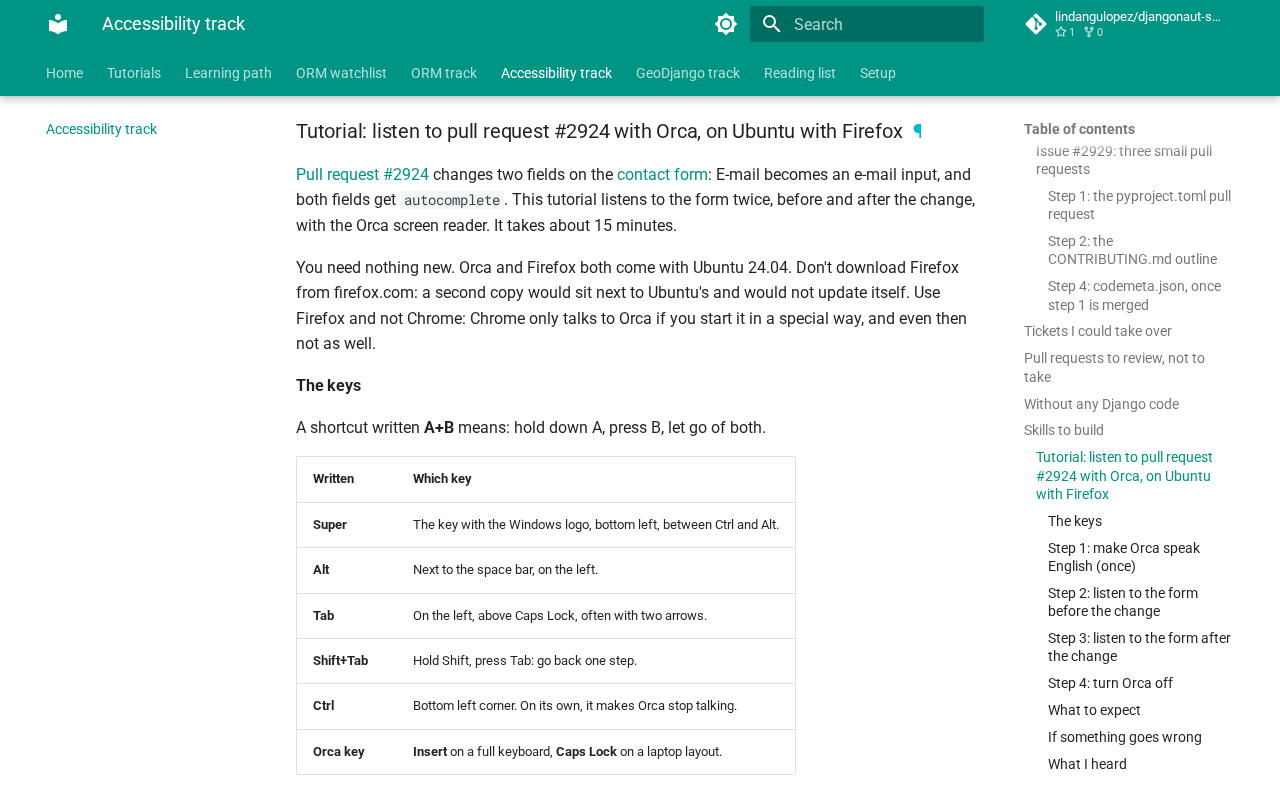 Accessibility track
Search
lindangulopez/djangonaut-s…
1 0
Home Tutorials Learning path ORM watchlist ORM track Accessibility track GeoDjango track Reading list Setup
Accessibility track
Tutorial: listen to pull request #2924 with Orca, on Ubuntu with Firefox ¶
Pull request #2924 changes two fields on the contact form: E-mail becomes an e-mail input, and
both fields get autocomplete. This tutorial listens to the form twice, before and after the change,
with the Orca screen reader. It takes about 15 minutes.
You need nothing new. Orca and Firefox both come with Ubuntu 24.04. Don't download Firefox
from firefox.com: a second copy would sit next to Ubuntu's and would not update itself. Use
Firefox and not Chrome: Chrome only talks to Orca if you start it in a special way, and even then
not as well.
The keys
A shortcut written A+B means: hold down A, press B, let go of both.
Written Which key
Super The key with the Windows logo, bottom left, between Ctrl and Alt.
Alt Next to the space bar, on the left.
Tab On the left, above Caps Lock, often with two arrows.
Shift+Tab Hold Shift, press Tab: go back one step.
Ctrl Bottom left corner. On its own, it makes Orca stop talking.
Orca key Insert on a full keyboard, Caps Lock on a laptop layout.
Table of contents
Issue #2929: three small pull
requests
Step 1: the pyproject.toml pull
request
Step 2: the
CONTRIBUTING.md outline
Step 4: codemeta.json, once
step 1 is merged
Tickets I could take over
Pull requests to review, not to
take
Without any Django code
Skills to build
Tutorial: listen to pull request
#2924 with Orca, on Ubuntu
with Firefox
The keys
Step 1: make Orca speak
English (once)
Step 2: listen to the form
before the change
Step 3: listen to the form after
the change
Step 4: turn Orca off
What to expect
If something goes wrong
What I heard